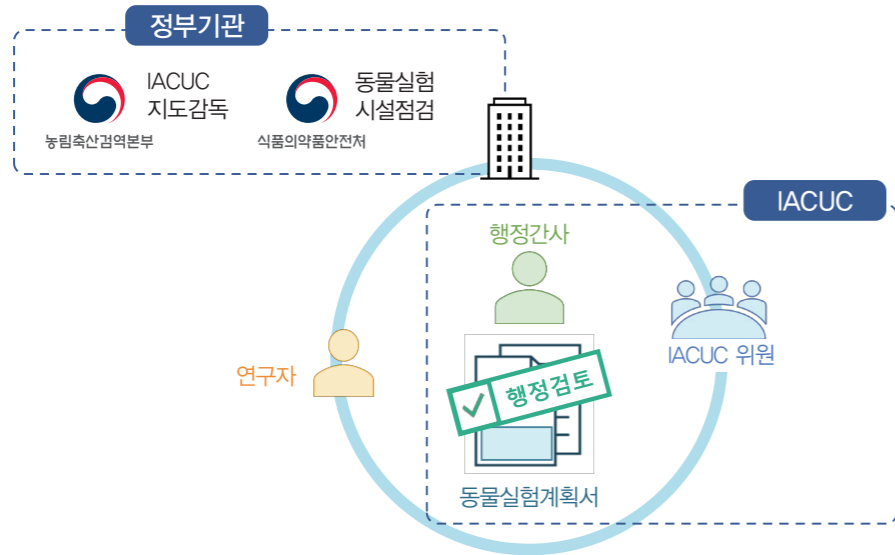 정부기관
IACUC
지도감독
농림축산검역본부
동물실험
시설점검
식품의약품안전처
IACUC
행정간사
연구자
IACUC 위원
행정검토
동물실험계획서